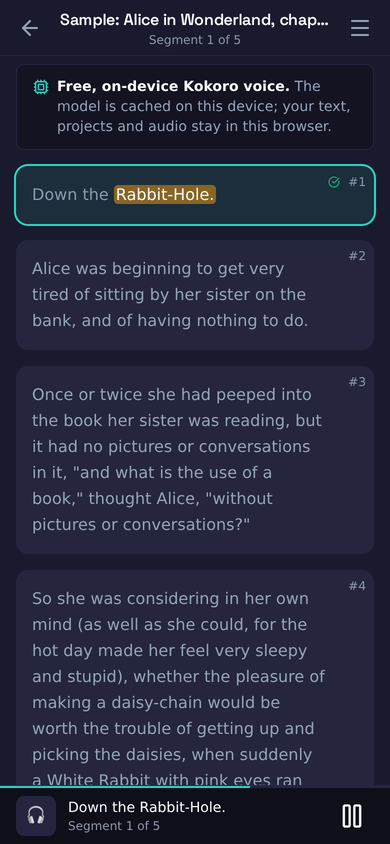 Sample: Alice in Wonderland, chap...
Segment 1 of 5
Free, on-device Kokoro voice. The
model is cached on this device; your text,
projects and audio stay in this browser.
#1
Down the Rabbit-Hole.
#2
Alice was beginning to get very
tired of sitting by her sister on the
bank, and of having nothing to do.
#3
Once or twice she had peeped into
the book her sister was reading, but
it had no pictures or conversations
in it, "and what is the use of a
book," thought Alice, "without
pictures or conversations?"
#4
So she was considering in her own
mind (as well as she could, for the
hot day made her feel very sleepy
and stupid), whether the pleasure of
making a daisy-chain would be
worth the trouble of getting up and
picking the daisies, when suddenly
a White Rabbit with pink eyes ran
Down the Rabbit-Hole.
Segment 1 of 5